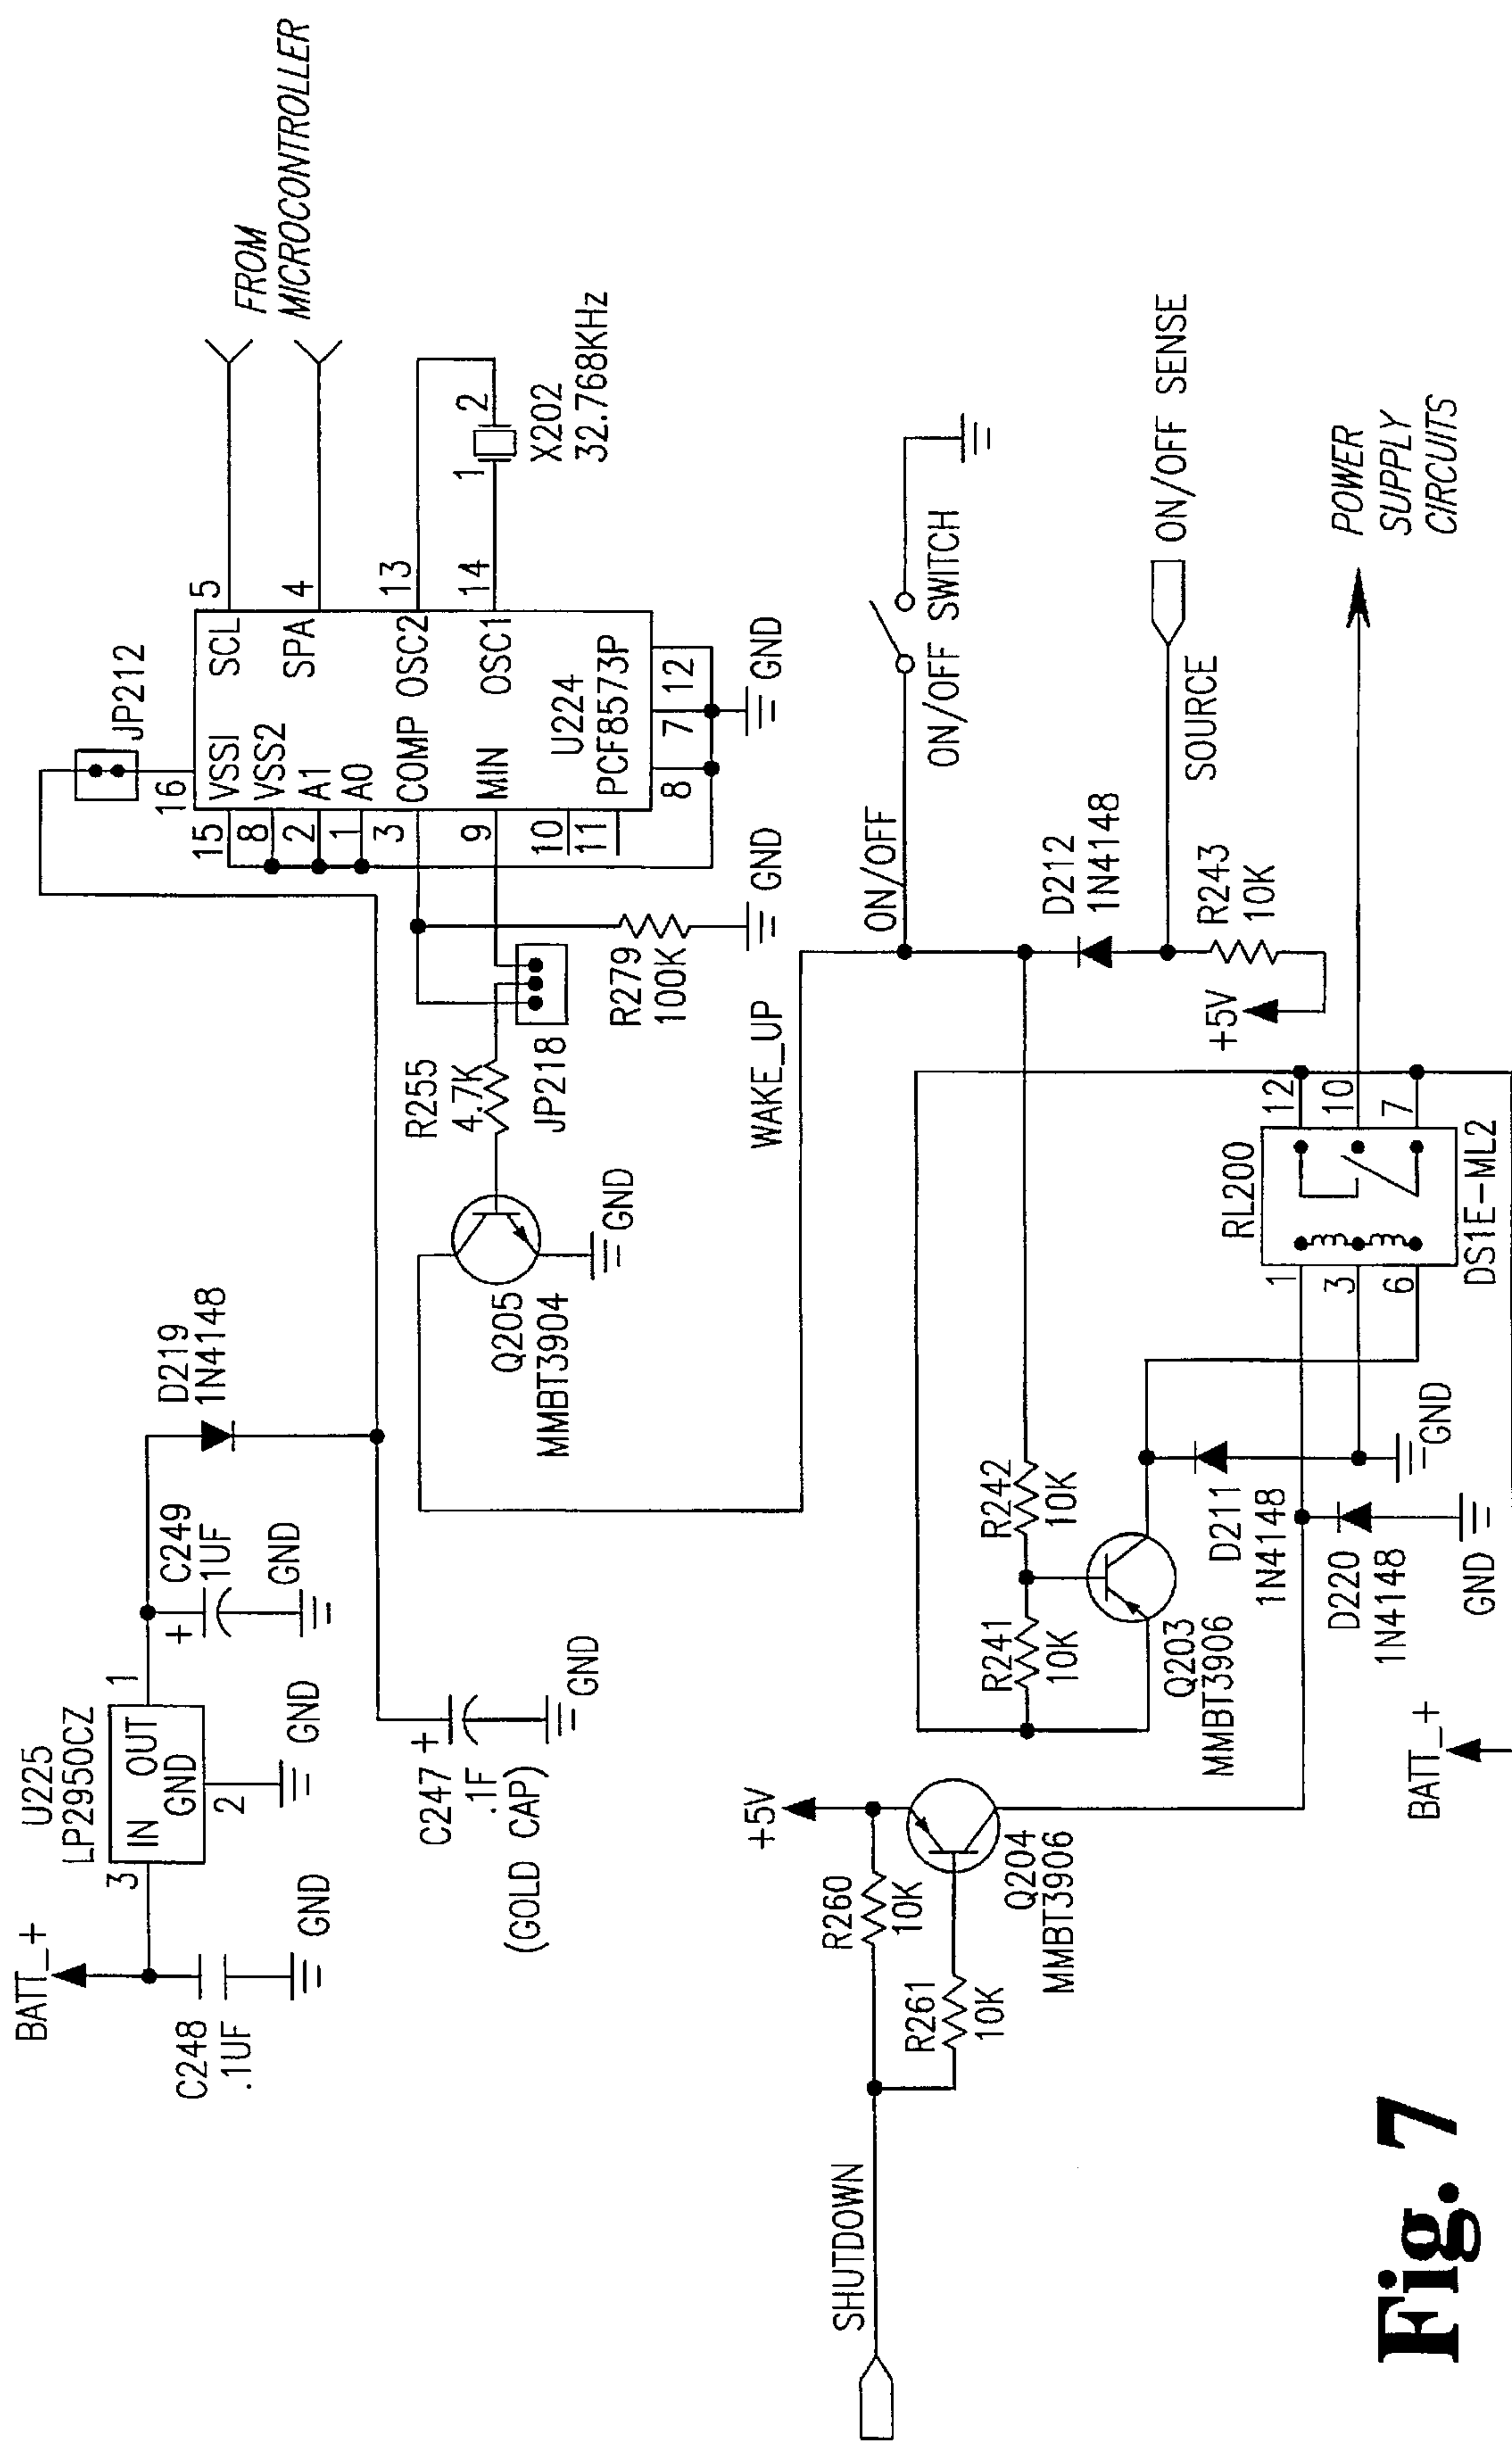 BATT_+
C248
.1UF
GND
U225
LP2950CZ
3
IN
OUT
GND
1
2
GND
+
C249
1UF
GND
D219
1N4148
C247
+
.1F
(GOLD CAP)
GND
JP212
16
15
VSSI
8
VSS2
2
A1
1
A0
3
COMP
9
MIN
10
11
SCL
5
SPA
4
OSC2
13
OSC1
14
U224
PCF8573P
8
7
12
GND
FROM
MICROCONTROLLER
1
2
X202
32.768KHz
R279
100K
GND
JP218
R255
4.7K
Q205
MMBT3904
GND
WAKE_UP
ON/OFF
ON/OFF SWITCH
D212
1N4148
SOURCE
ON/OFF SENSE
R243
10K
+5V
SHUTDOWN
R260
10K
R261
10K
+5V
Q204
MMBT3906
R241
10K
R242
10K
Q203
MMBT3906
D211
1N4148
GND
D220
1N4148
GND
BATT_+
RL200
1
3
6
12
10
7
DS1E-ML2
POWER
SUPPLY
CIRCUITS
Fig. 7